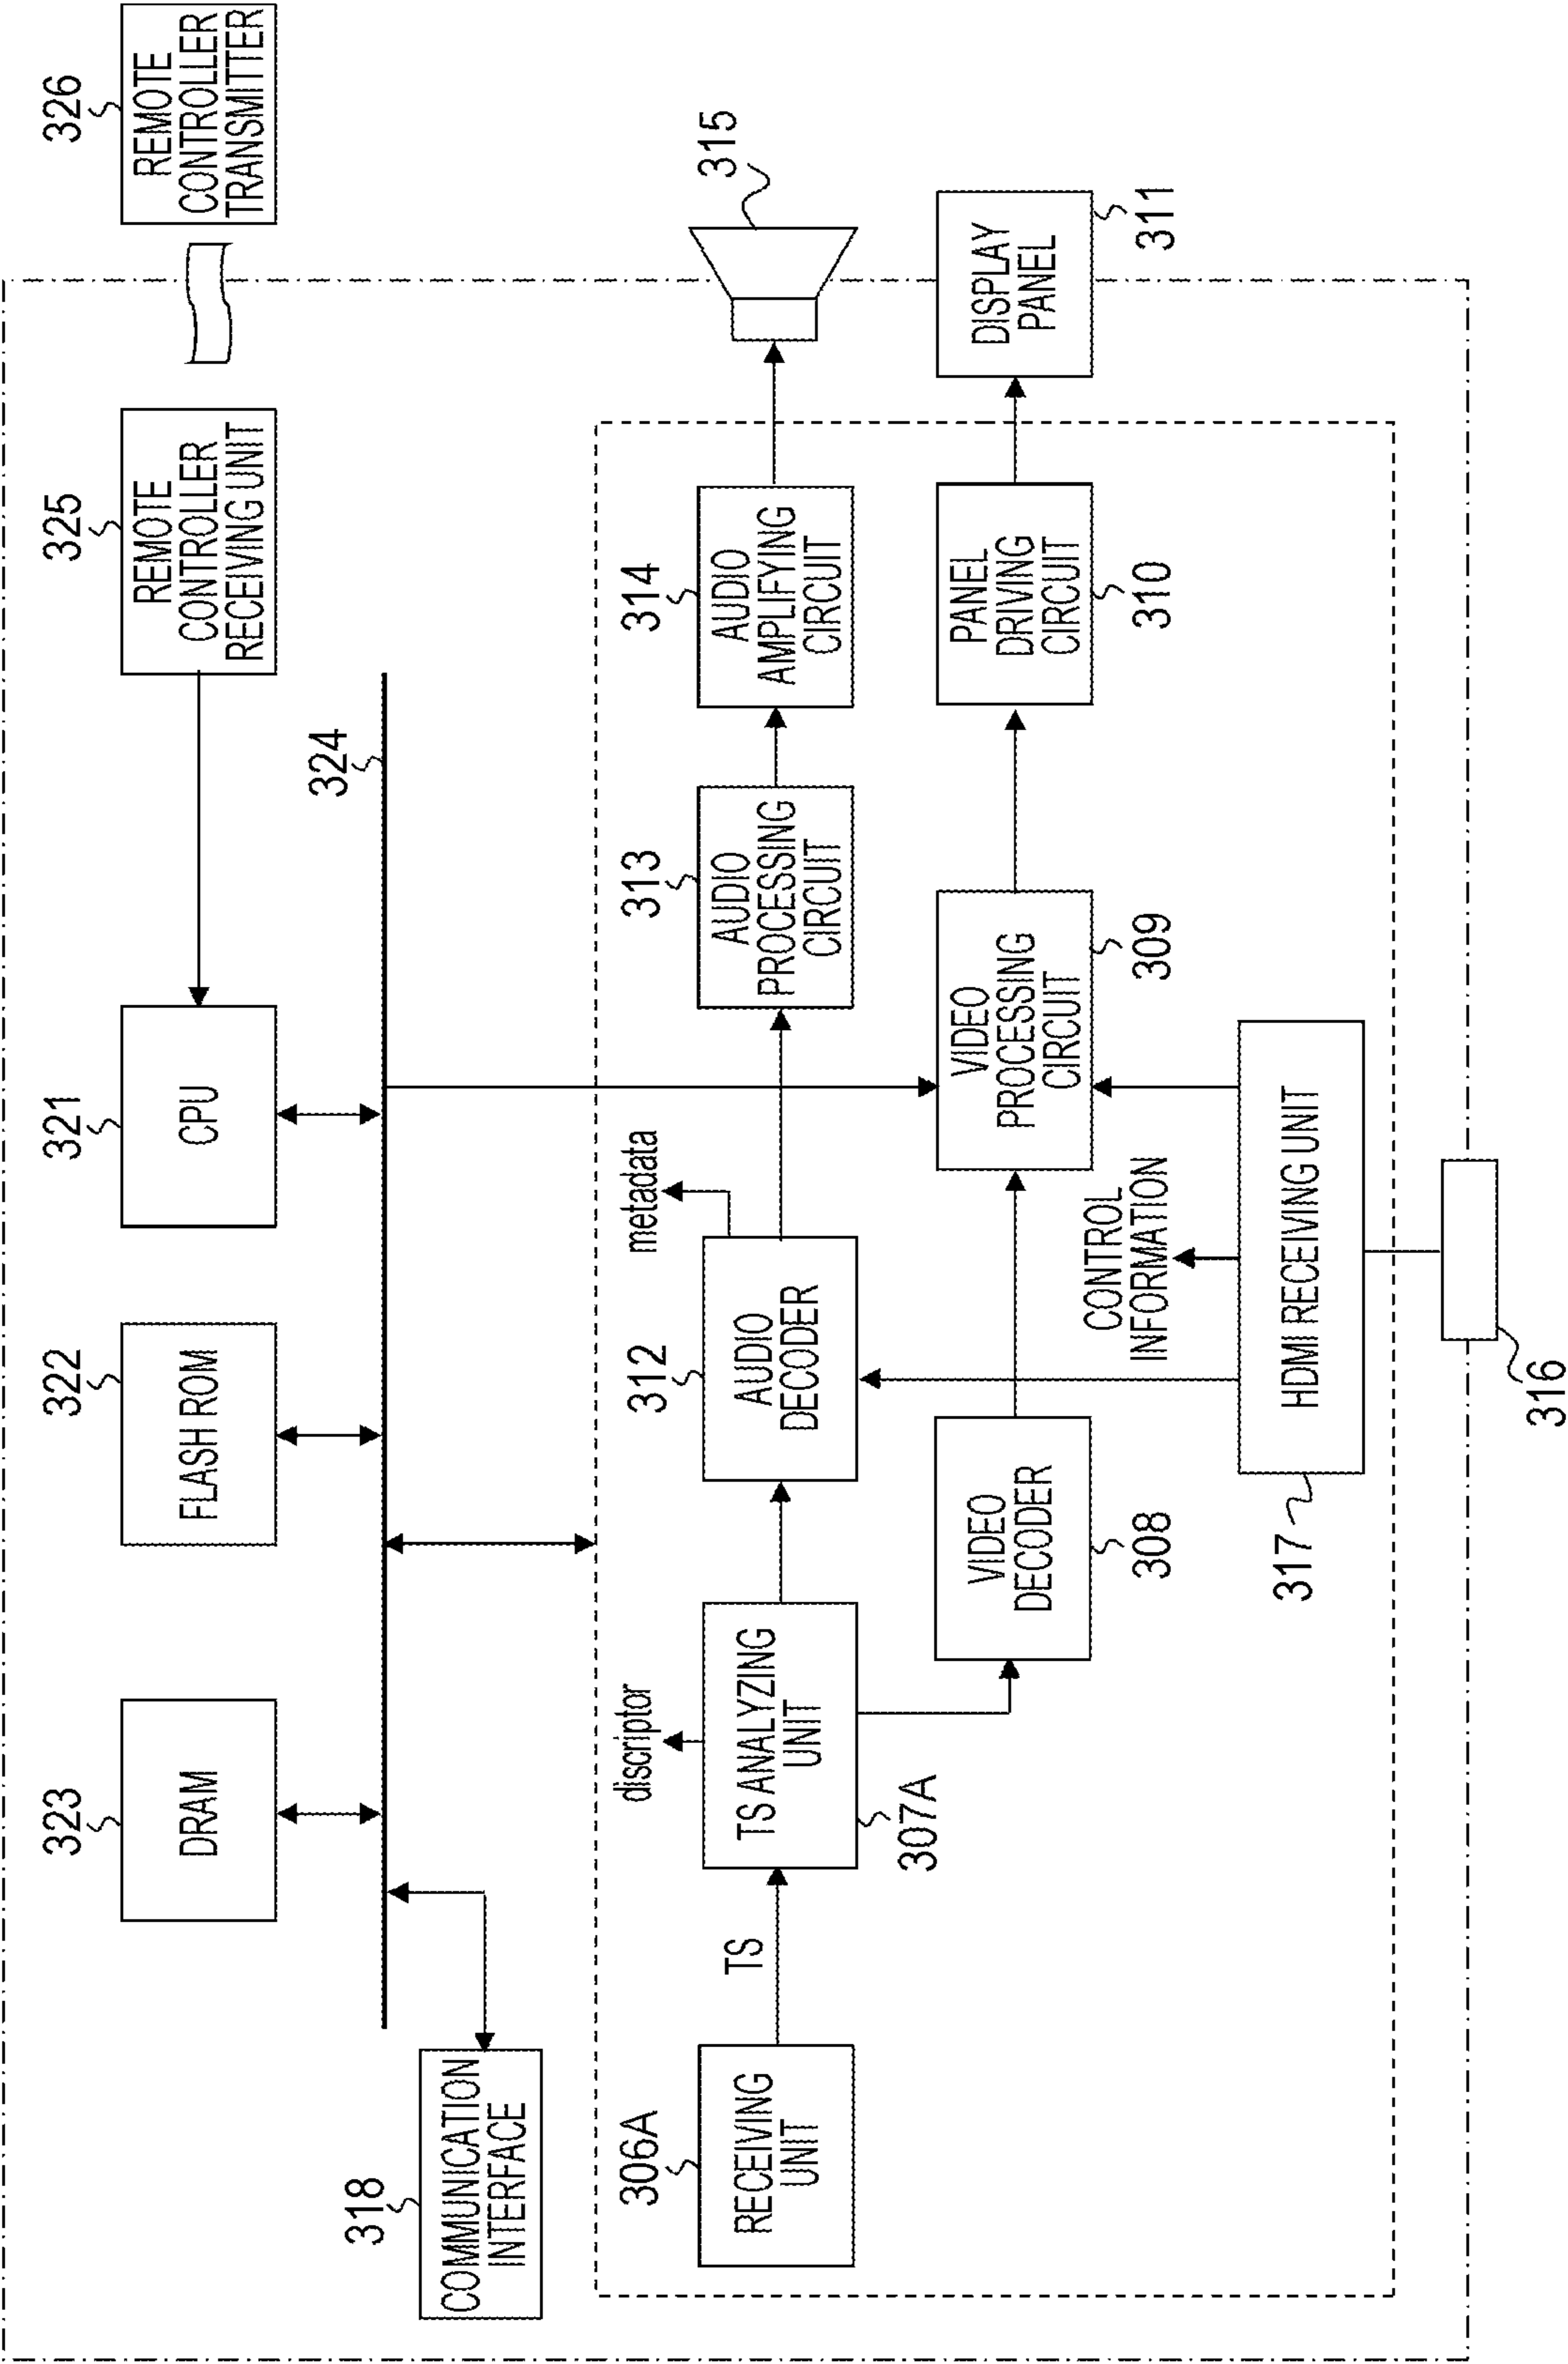 318
COMMUNICATION
INTERFACE
323
DRAM
322
FLASH ROM
321
CPU
325
REMOTE
CONTROLLER
RECEIVING UNIT
326
REMOTE
CONTROLLER
TRANSMITTER
324
306A
RECEIVING
UNIT
TS
discriptor
TS ANALYZING
UNIT
307A
312
AUDIO
DECODER
metadata
313
AUDIO
PROCESSING
CIRCUIT
314
AUDIO
AMPLIFYING
CIRCUIT
315
VIDEO
DECODER
308
VIDEO
PROCESSING
CIRCUIT
309
PANEL
DRIVING
CIRCUIT
310
DISPLAY
PANEL
311
CONTROL
INFORMATION
HDMI RECEIVING UNIT
317
316